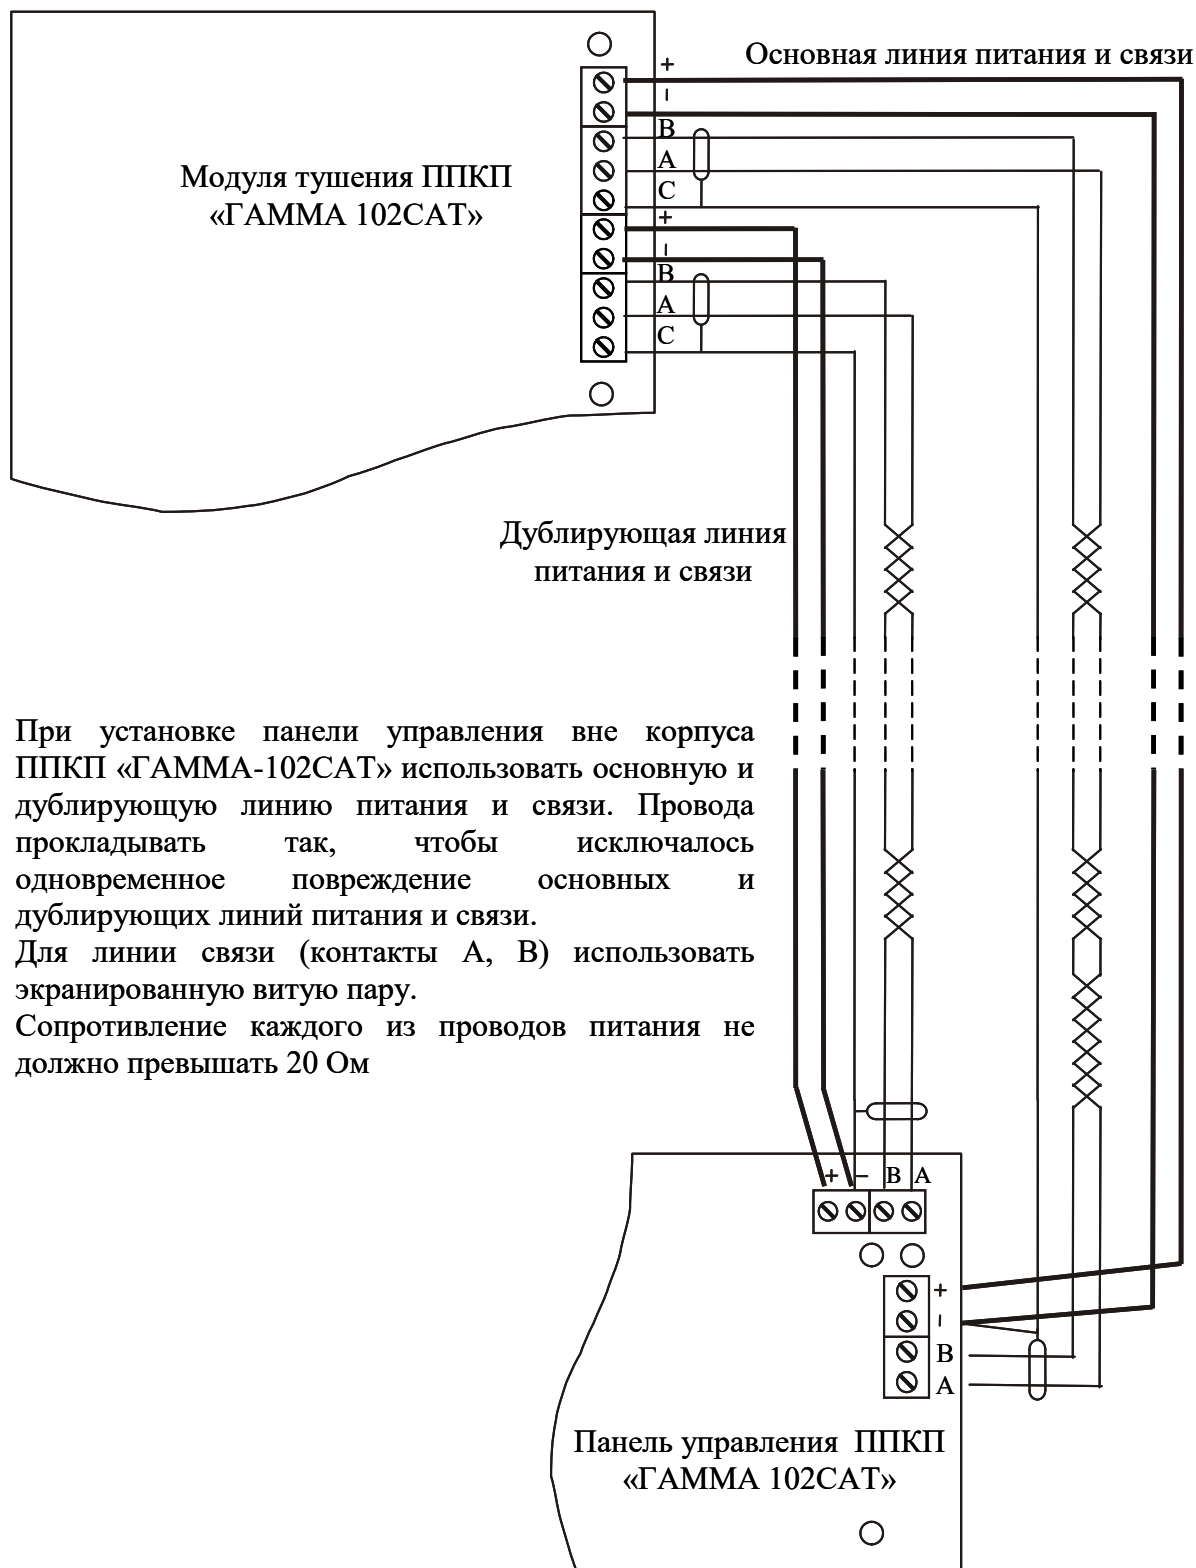 Основная линия питания и связи
+
–
B
A
C
+
–
B
A
C
Модуля тушения ППКП
«ГАММА 102САТ»
Дублирующая линия
питания и связи
При установке панели управления вне корпуса
ППКП «ГАММА-102САТ» использовать основную и
дублирующую линию питания и связи. Провода
прокладывать так, чтобы исключалось
одновременное повреждение основных и
дублирующих линий питания и связи.
Для линии связи (контакты А, В) использовать
экранированную витую пару.
Сопротивление каждого из проводов питания не
должно превышать 20 Ом
+ – B A
+
–
B
A
Панель управления ППКП
«ГАММА 102САТ»